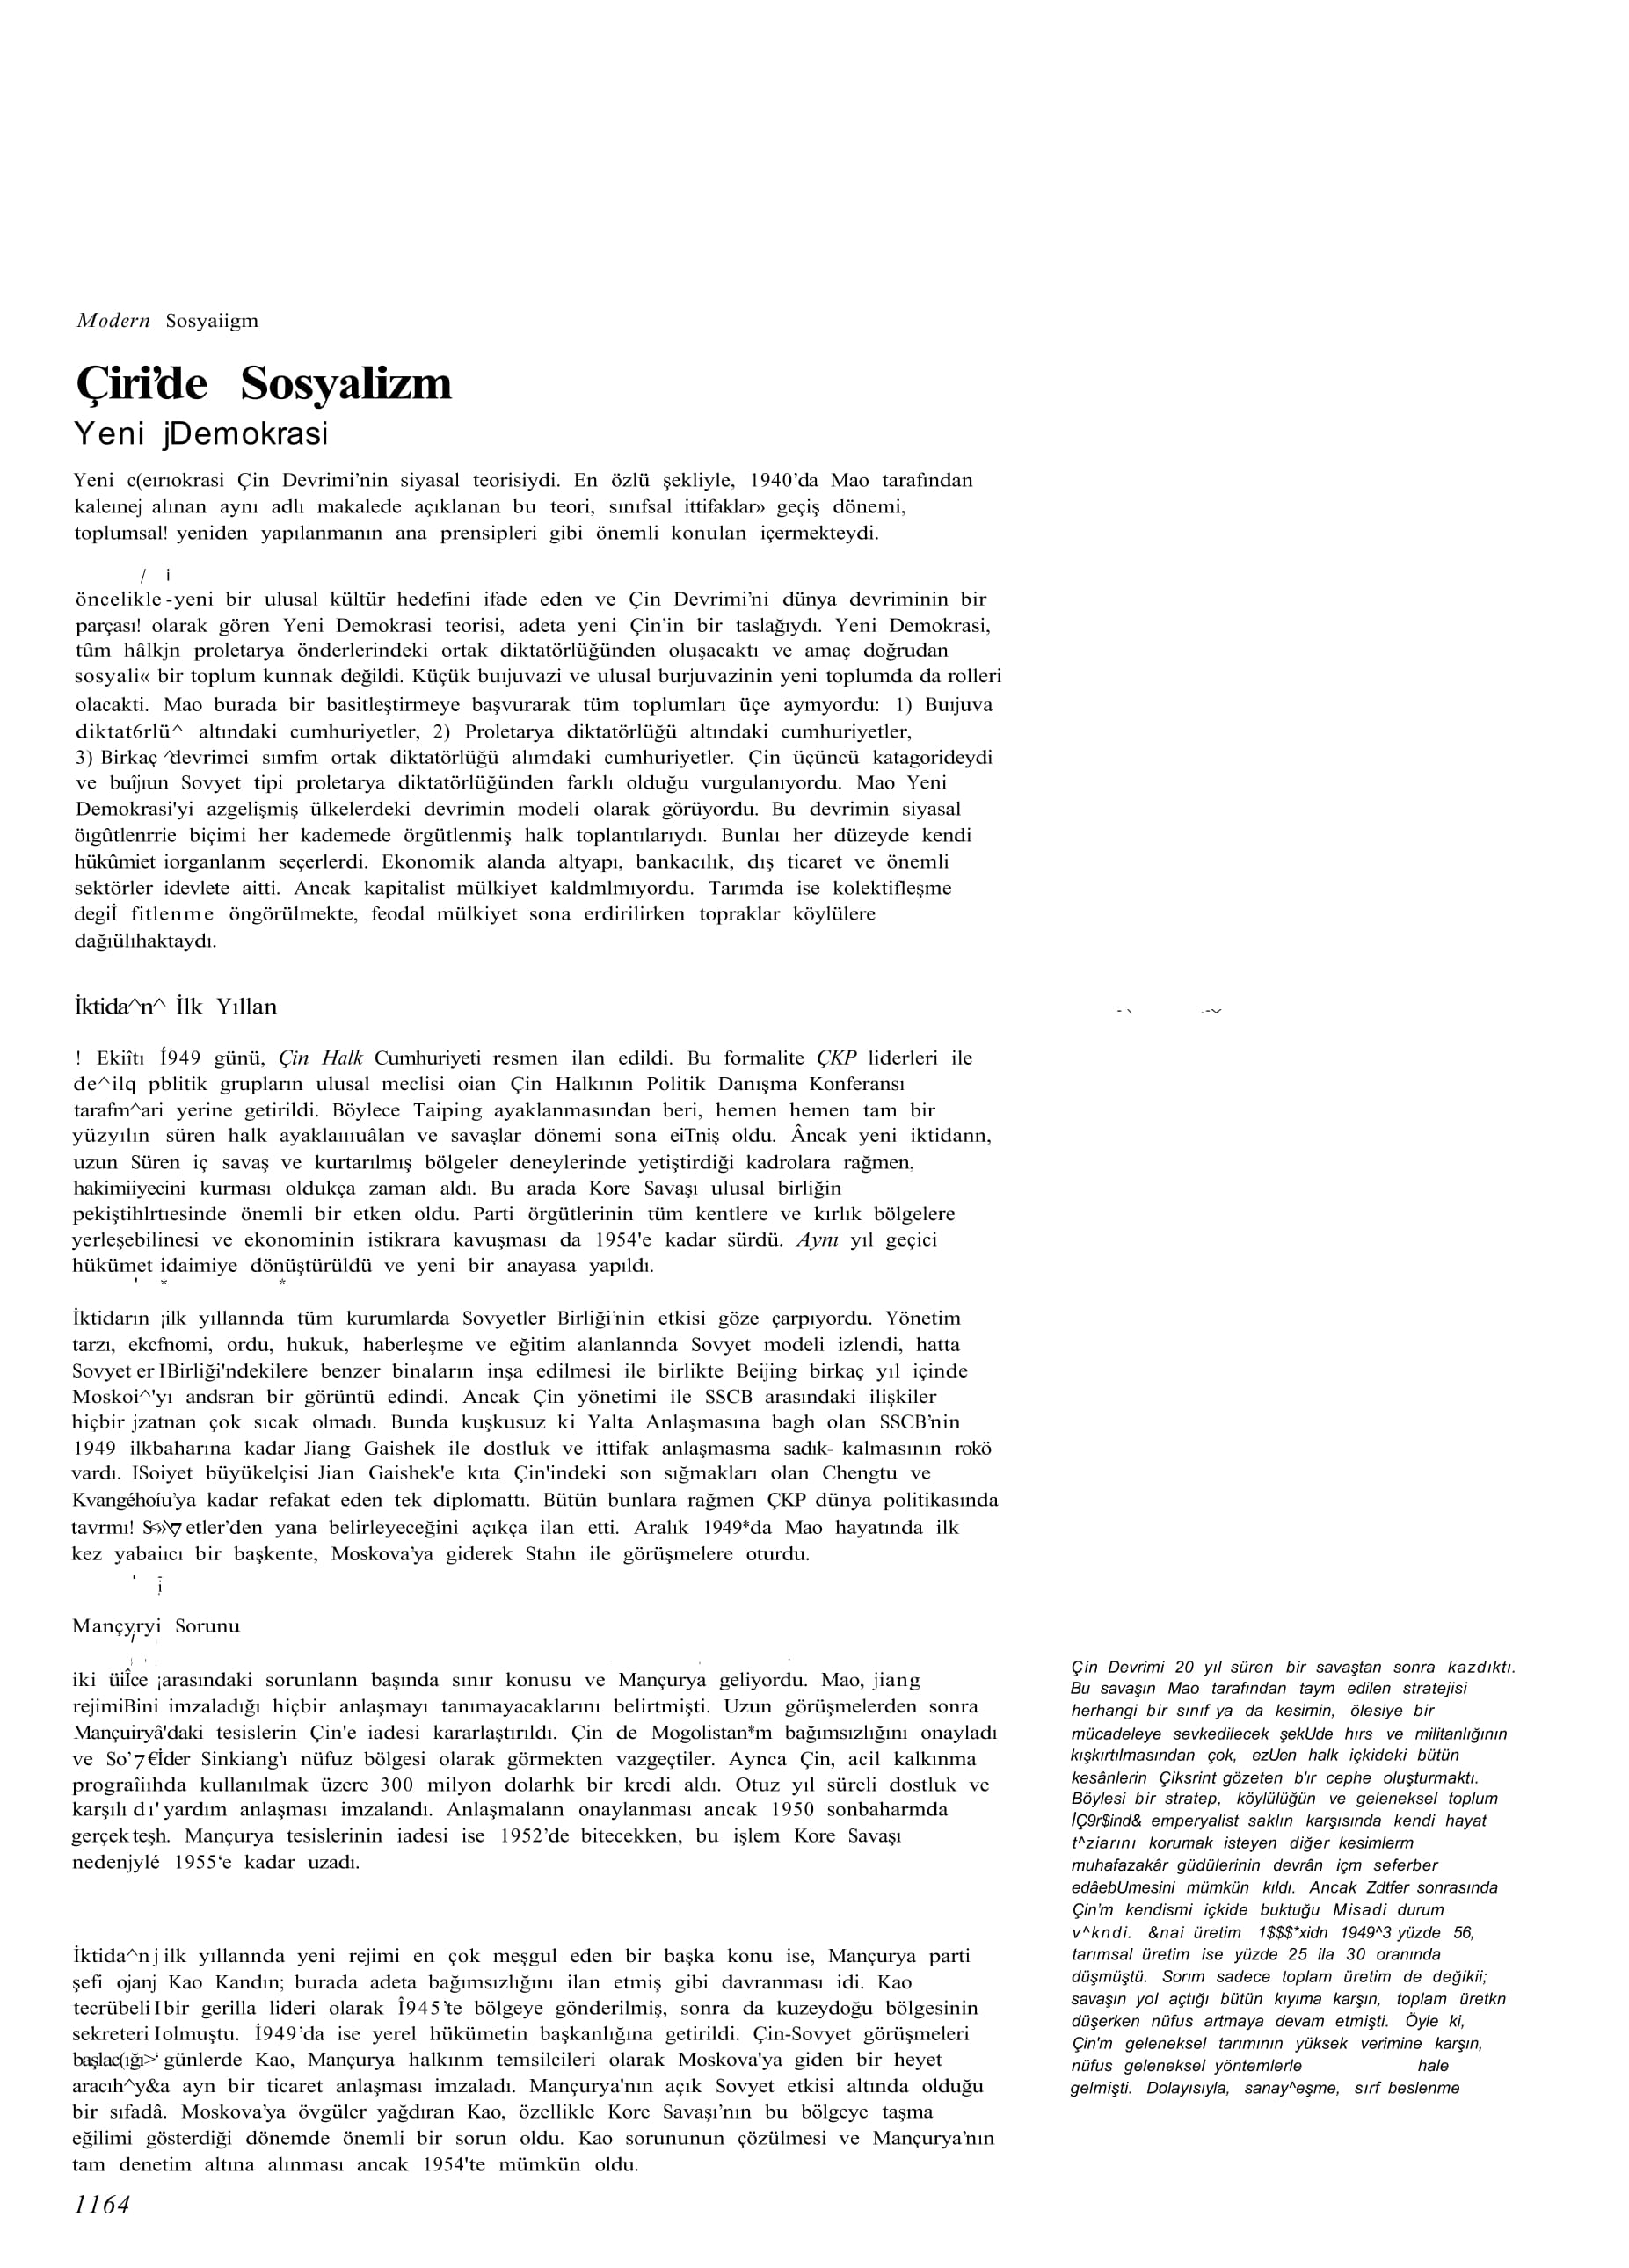 Modern Sosyaiigm
Çiri’de Sosyalizm
Yeni jDemokrasi
Yeni c(eırıokrasi Çin Devrimi’nin siyasal teorisiydi. En özlü şekliyle, 1940’da Mao tarafından
kaleınej alınan aynı adlı makalede açıklanan bu teori, sınıfsal ittifaklar» geçiş dönemi,
toplumsal! yeniden yapılanmanın ana prensipleri gibi önemli konulan içermekteydi.
/ i
öncelikle -yeni bir ulusal kültür hedefini ifade eden ve Çin Devrimi’ni dünya devriminin bir
parçası! olarak gören Yeni Demokrasi teorisi, adeta yeni Çin’in bir taslağıydı. Yeni Demokrasi,
tûm hâlkjn proletarya önderlerindeki ortak diktatörlüğünden oluşacaktı ve amaç doğrudan
sosyali« bir toplum kunnak değildi. Küçük buıjuvazi ve ulusal burjuvazinin yeni toplumda da rolleri
olacakti. Mao burada bir basitleştirmeye başvurarak tüm toplumları üçe aymyordu: 1) Buıjuva
diktat6rlü^ altındaki cumhuriyetler, 2) Proletarya diktatörlüğü altındaki cumhuriyetler,
3) Birkaç ^devrimci sımfm ortak diktatörlüğü alımdaki cumhuriyetler. Çin üçüncü katagorideydi
ve buîjıun Sovyet tipi proletarya diktatörlüğünden farklı olduğu vurgulanıyordu. Mao Yeni
Demokrasi'yi azgelişmiş ülkelerdeki devrimin modeli olarak görüyordu. Bu devrimin siyasal
öıgûtlenrrie biçimi her kademede örgütlenmiş halk toplantılarıydı. Bunlaı her düzeyde kendi
hükûmiet iorganlanm seçerlerdi. Ekonomik alanda altyapı, bankacılık, dış ticaret ve önemli
sektörler idevlete aitti. Ancak kapitalist mülkiyet kaldmlmıyordu. Tarımda ise kolektifleşme
degiİ fitlenme öngörülmekte, feodal mülkiyet sona erdirilirken topraklar köylülere
dağıülıhaktaydı.
İktida^n^ İlk Yıllan
! Ekiîtı Í949 günü, Çin Halk Cumhuriyeti resmen ilan edildi. Bu formalite ÇKP liderleri ile
de^ilq pblitik grupların ulusal meclisi oian Çin Halkının Politik Danışma Konferansı
tarafm^ari yerine getirildi. Böylece Taiping ayaklanmasından beri, hemen hemen tam bir
yüzyılın süren halk ayaklaıııuâlan ve savaşlar dönemi sona eiTniş oldu. Âncak yeni iktidann,
uzun Süren iç savaş ve kurtarılmış bölgeler deneylerinde yetiştirdiği kadrolara rağmen,
hakimiiyecini kurması oldukça zaman aldı. Bu arada Kore Savaşı ulusal birliğin
pekiştihlrtıesinde önemli bir etken oldu. Parti örgütlerinin tüm kentlere ve kırlık bölgelere
yerleşebilinesi ve ekonominin istikrara kavuşması da 1954'e kadar sürdü. Aynı yıl geçici
hükümet idaimiye dönüştürüldü ve yeni bir anayasa yapıldı.
' * *
İktidarın ¡ilk yıllannda tüm kurumlarda Sovyetler Birliği’nin etkisi göze çarpıyordu. Yönetim
tarzı, ekcfnomi, ordu, hukuk, haberleşme ve eğitim alanlannda Sovyet modeli izlendi, hatta
Sovyet er IBirliği'ndekilere benzer binaların inşa edilmesi ile birlikte Beijing birkaç yıl içinde
Moskoi^'yı andsran bir görüntü edindi. Ancak Çin yönetimi ile SSCB arasındaki ilişkiler
hiçbir jzatnan çok sıcak olmadı. Bunda kuşkusuz ki Yalta Anlaşmasına bagh olan SSCB’nin
1949 ilkbaharına kadar Jiang Gaishek ile dostluk ve ittifak anlaşmasma sadık- kalmasının rokö
vardı. ISoiyet büyükelçisi Jian Gaishek'e kıta Çin'indeki son sığmakları olan Chengtu ve
Kvangéhoíu’ya kadar refakat eden tek diplomattı. Bütün bunlara rağmen ÇKP dünya politikasında
tavrmı! S<»\7 etler’den yana belirleyeceğini açıkça ilan etti. Aralık 1949*da Mao hayatında ilk
kez yabaiıcı bir başkente, Moskova’ya giderek Stahn ile görüşmelere oturdu.
' i
Mançyryi Sorunu
iki üiÎce ¡arasındaki sorunlann başında sınır konusu ve Mançurya geliyordu. Mao, jiang
rejimiBini imzaladığı hiçbir anlaşmayı tanımayacaklarını belirtmişti. Uzun görüşmelerden sonra
Mançuiryâ'daki tesislerin Çin'e iadesi kararlaştırıldı. Çin de Mogolistan*m bağımsızlığını onayladı
ve So’7€İder Sinkiang’ı nüfuz bölgesi olarak görmekten vazgeçtiler. Aynca Çin, acil kalkınma
prograîiıhda kullanılmak üzere 300 milyon dolarhk bir kredi aldı. Otuz yıl süreli dostluk ve
karşılı dı' yardım anlaşması imzalandı. Anlaşmalann onaylanması ancak 1950 sonbaharmda
gerçek teşh. Mançurya tesislerinin iadesi ise 1952’de bitecekken, bu işlem Kore Savaşı
nedenjylé 1955‘e kadar uzadı.
İktida^n j ilk yıllannda yeni rejimi en çok meşgul eden bir başka konu ise, Mançurya parti
şefi ojanj Kao Kandın; burada adeta bağımsızlığını ilan etmiş gibi davranması idi. Kao
tecrübeli I bir gerilla lideri olarak Î945’te bölgeye gönderilmiş, sonra da kuzeydoğu bölgesinin
sekreteri Iolmuştu. İ949’da ise yerel hükümetin başkanlığına getirildi. Çin-Sovyet görüşmeleri
başlac(ığı>‘ günlerde Kao, Mançurya halkınm temsilcileri olarak Moskova'ya giden bir heyet
aracıh^y&a ayn bir ticaret anlaşması imzaladı. Mançurya'nın açık Sovyet etkisi altında olduğu
bir sıfadâ. Moskova’ya övgüler yağdıran Kao, özellikle Kore Savaşı’nın bu bölgeye taşma
eğilimi gösterdiği dönemde önemli bir sorun oldu. Kao sorununun çözülmesi ve Mançurya’nın
tam denetim altına alınması ancak 1954'te mümkün oldu.
1164
Çin Devrimi 20 yıl süren bir savaştan sonra kazdıktı.
Bu savaşın Mao tarafından taym edilen stratejisi
herhangi bir sınıf ya da kesimin, ölesiye bir
mücadeleye sevkedilecek şekUde hırs ve militanlığının
kışkırtılmasından çok, ezUen halk içkideki bütün
kesânlerin Çiksrint gözeten b'ır cephe oluşturmaktı.
Böylesi bir stratep, köylülüğün ve geleneksel toplum
İÇ9r$ind& emperyalist saklın karşısında kendi hayat
t^ziarını korumak isteyen diğer kesimlerm
muhafazakâr güdülerinin devrân içm seferber
edâebUmesini mümkün kıldı. Ancak Zdtfer sonrasında
Çin’m kendismi içkide buktuğu Misadi durum
v^kndi. &nai üretim 1$$$*xidn 1949^3 yüzde 56,
tarımsal üretim ise yüzde 25 ila 30 oranında
düşmüştü. Sorım sadece toplam üretim de değikii;
savaşın yol açtığı bütün kıyıma karşın, toplam üretkn
düşerken nüfus artmaya devam etmişti. Öyle ki,
Çin'm geleneksel tarımının yüksek verimine karşın,
nüfus geleneksel yöntemlerle hale
gelmişti. Dolayısıyla, sanay^eşme, sırf beslenme